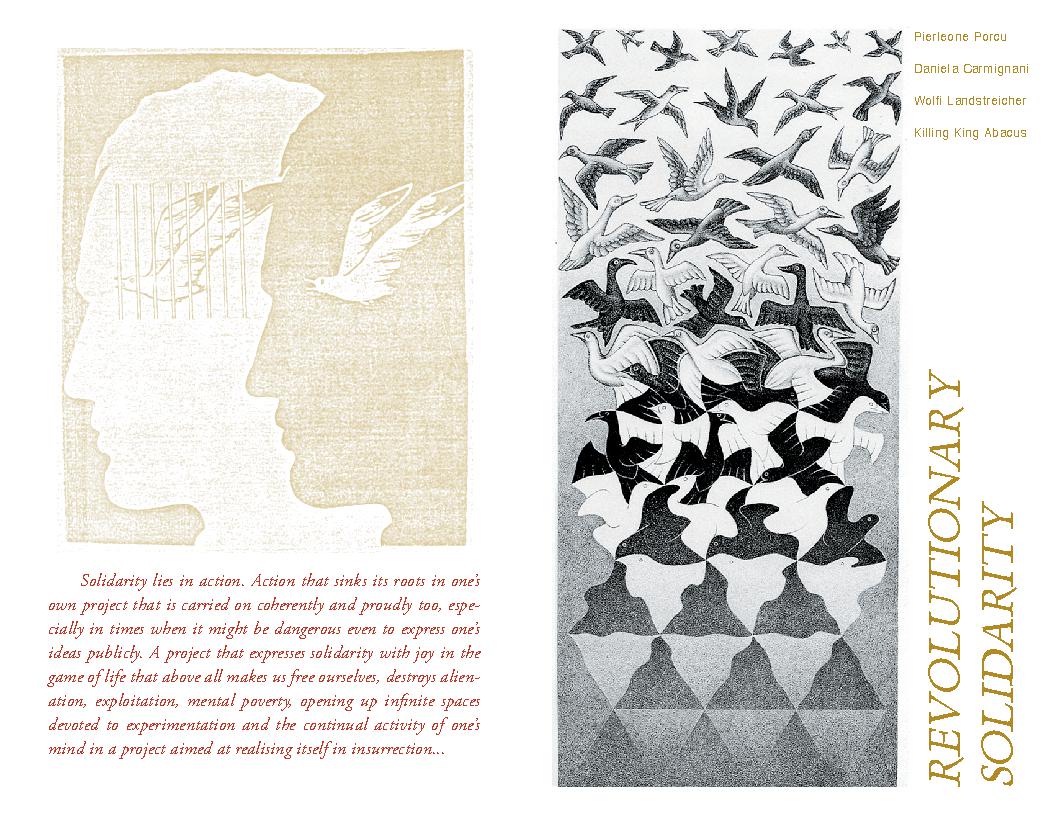 Solidarity lies in action. Action that sinks its roots in one's
own project that is carried on coherently and proudly too, espe-
cially in times when it might be dangerous even to express one's
ideas publicly. A project that expresses solidarity with joy in the
game of life that above all makes us free ourselves, destroys alien-
ation, exploitation, mental poverty, opening up infinite spaces
devoted to experimentation and the continual activity of one's
mind in a project aimed at realising itself in insurrection...
Pierleone Porcu
Daniela Carmignani
Wolfi Landstreicher
Killing King Abacus
REVOLUTIONARY
SOLIDARITY